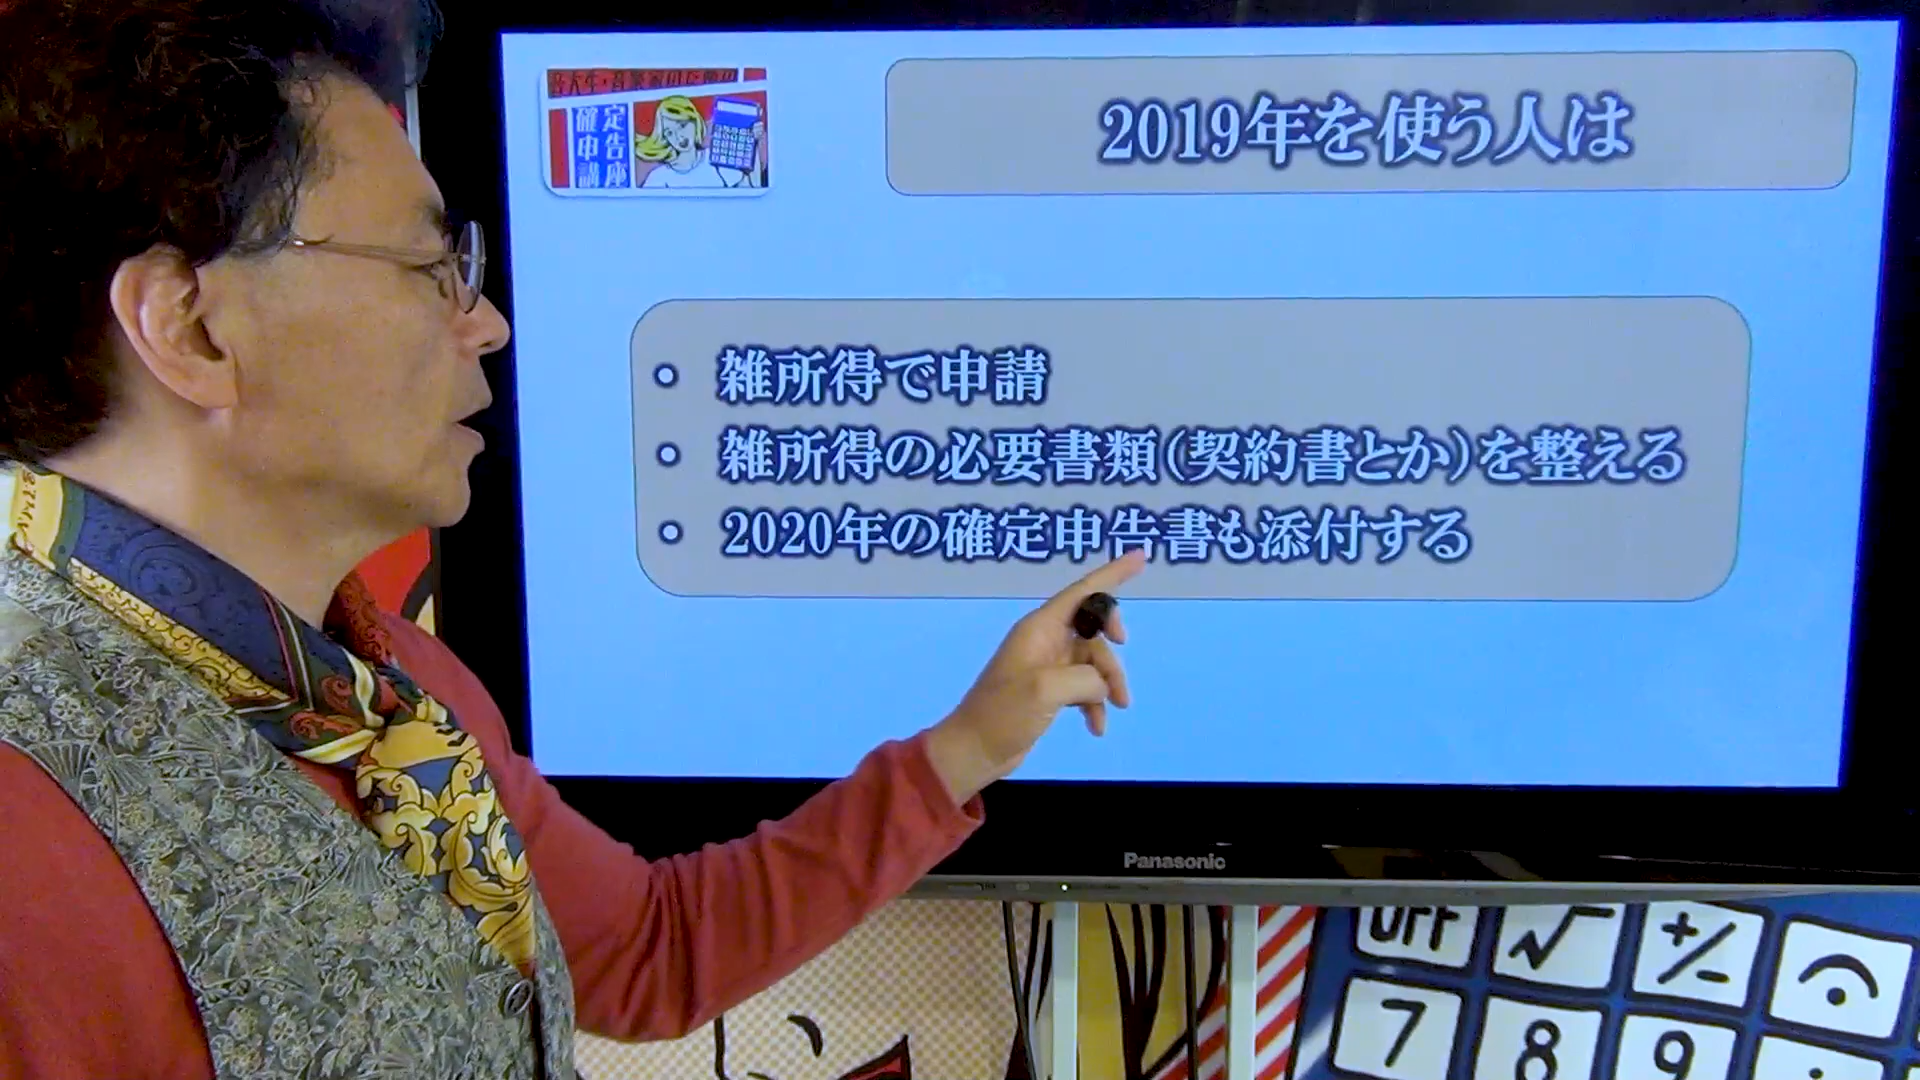 2019年を使う人は
確定
申告
講座
• 雑所得で申請
• 雑所得の必要書類（契約書とか）を整える
• 2020年の確定申告書も添付する
Panasonic
OFF √ +/-
7 8 9